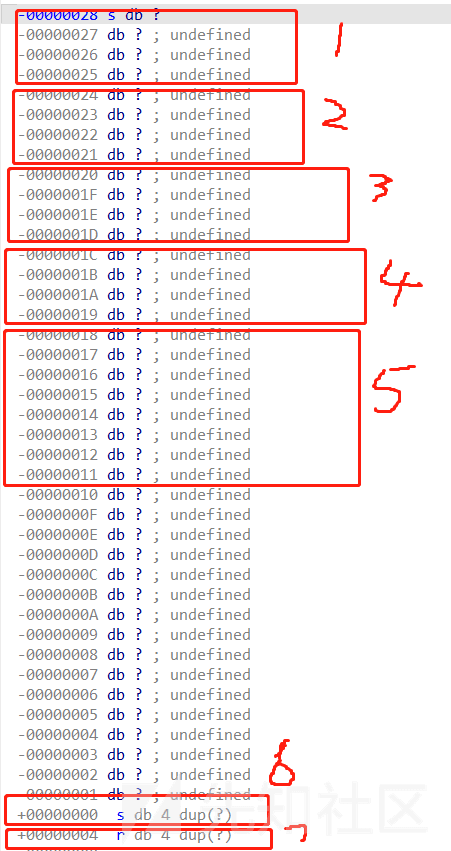 -00000028 s db ?
-00000027 db ? ; undefined
1
-00000026 db ? ; undefined
-00000025 db ? ; undefined
-00000024 db ? ; undefined
-00000023 db ? ; undefined
2
-00000022 db ? ; undefined
-00000021 db ? ; undefined
-00000020 db ? ; undefined
3
-0000001F db ? ; undefined
-0000001E db ? ; undefined
-0000001D db ? ; undefined
-0000001C db ? ; undefined
-0000001B db ? ; undefined
4
-0000001A db ? ; undefined
-00000019 db ? ; undefined
-00000018 db ? ; undefined
-00000017 db ? ; undefined
-00000016 db ? ; undefined
-00000015 db ? ; undefined
5
-00000014 db ? ; undefined
-00000013 db ? ; undefined
-00000012 db ? ; undefined
-00000011 db ? ; undefined
-00000010 db ? ; undefined
-0000000F db ? ; undefined
-0000000E db ? ; undefined
-0000000D db ? ; undefined
-0000000C db ? ; undefined
-0000000B db ? ; undefined
-0000000A db ? ; undefined
-00000009 db ? ; undefined
-00000008 db ? ; undefined
-00000007 db ? ; undefined
-00000006 db ? ; undefined
-00000005 db ? ; undefined
-00000004 db ? ; undefined
-00000003 db ? ; undefined
6
-00000002 db ? ; undefined
-00000001 db ? ; undefined
+00000000 s db 4 dup(?)
+00000004 r db 4 dup(?)
7
先知社区